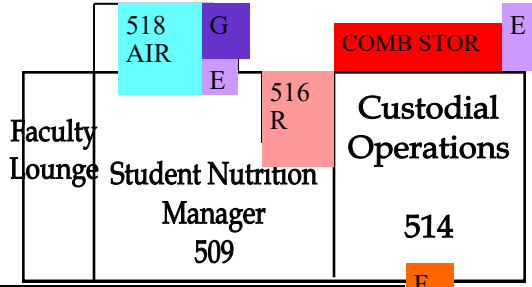 518 G
AIR
E
COMB STOR
E
516
R
Faculty
Lounge
Student Nutrition
Manager
509
Custodial
Operations
514